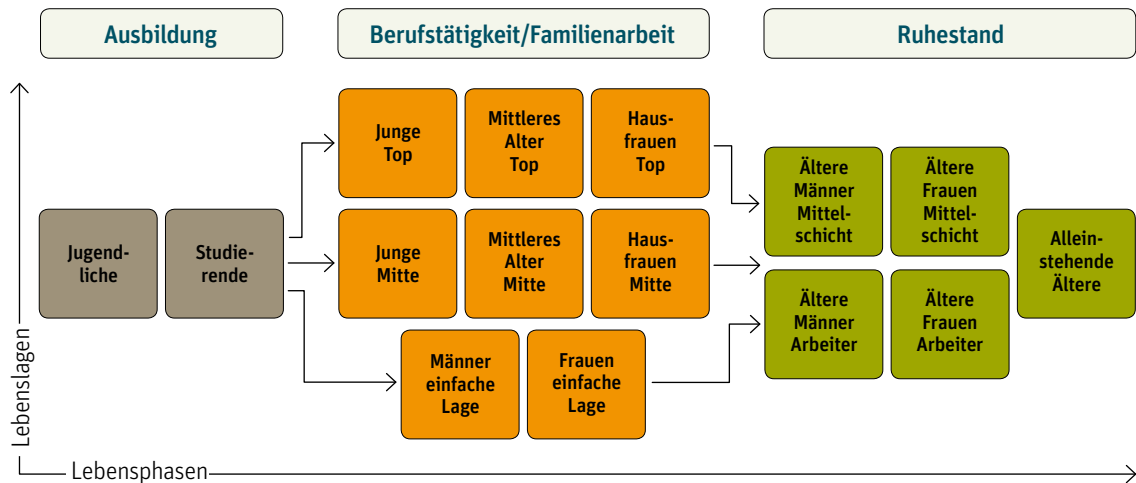 Ausbildung
Berufstätigkeit/Familienarbeit
Ruhestand
Junge
Top
Mittleres
Alter
Top
Haus-
frauen
Top
Ältere
Männer
Mittel-
schicht
Ältere
Frauen
Mittel-
schicht
Jugend-
liche
Studie-
rende
Junge
Mitte
Mittleres
Alter
Mitte
Haus-
frauen
Mitte
Allein-
stehende
Ältere
Ältere
Männer
Arbeiter
Ältere
Frauen
Arbeiter
Männer
einfache
Lage
Frauen
einfache
Lage
Lebenslagen
Lebensphasen